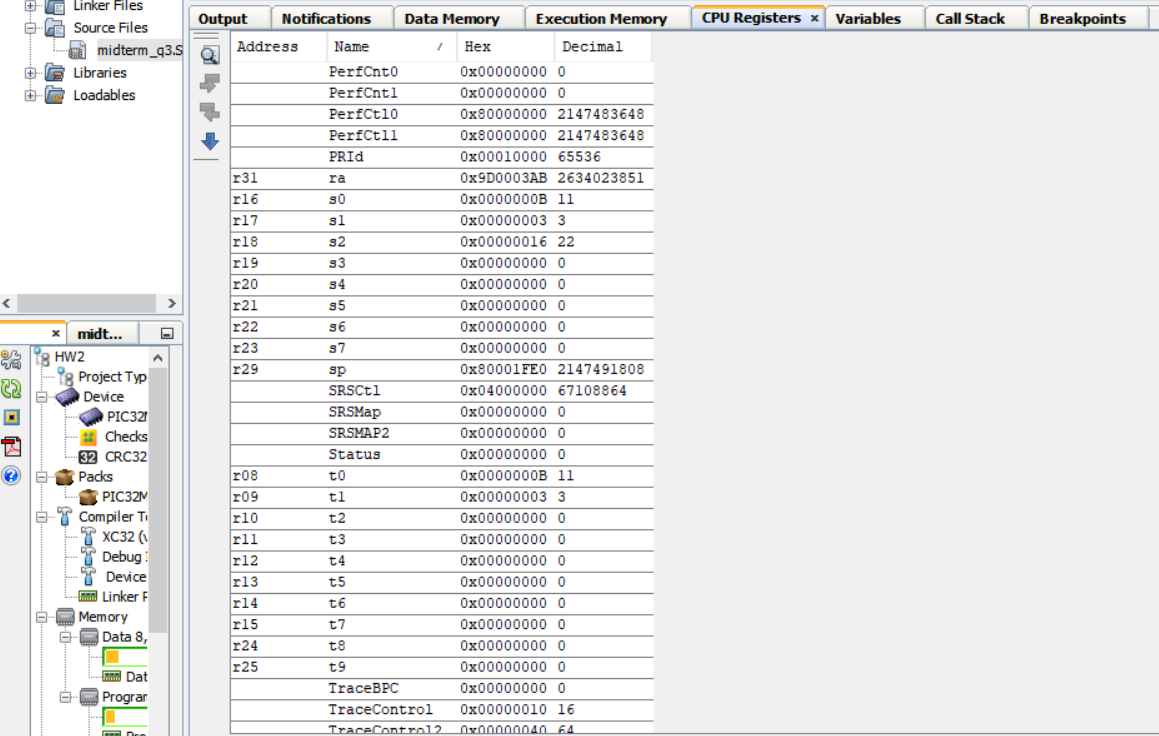 Linker Files
Source Files
midterm_q3.S
Libraries
Loadables
midt...
HW2
Project Typ
Device
PIC32
Checks
CRC32
Packs
PIC32M
Compiler T
XC32 (
Debug
Device
Linker F
Memory
Data 8,
Dat
Program
Pro
Output Notifications Data Memory Execution Memory CPU Registers × Variables Call Stack Breakpoints
Address Name / Hex Decimal
PerfCnt0 0x00000000 0
PerfCnt1 0x00000000 0
PerfCtl0 0x80000000 2147483648
PerfCtl1 0x80000000 2147483648
PRId 0x00010000 65536
r31 ra 0x9D0003AB 2634023851
r16 s0 0x0000000B 11
r17 s1 0x00000003 3
r18 s2 0x00000016 22
r19 s3 0x00000000 0
r20 s4 0x00000000 0
r21 s5 0x00000000 0
r22 s6 0x00000000 0
r23 s7 0x00000000 0
r29 sp 0x80001FE0 2147491808
SRSCtl 0x04000000 67108864
SRSMap 0x00000000 0
SRSMAP2 0x00000000 0
Status 0x00000000 0
r08 t0 0x0000000B 11
r09 t1 0x00000003 3
r10 t2 0x00000000 0
r11 t3 0x00000000 0
r12 t4 0x00000000 0
r13 t5 0x00000000 0
r14 t6 0x00000000 0
r15 t7 0x00000000 0
r24 t8 0x00000000 0
r25 t9 0x00000000 0
TraceBPC 0x00000000 0
TraceControl 0x00000010 16
TraceControl2 0x00000040 64